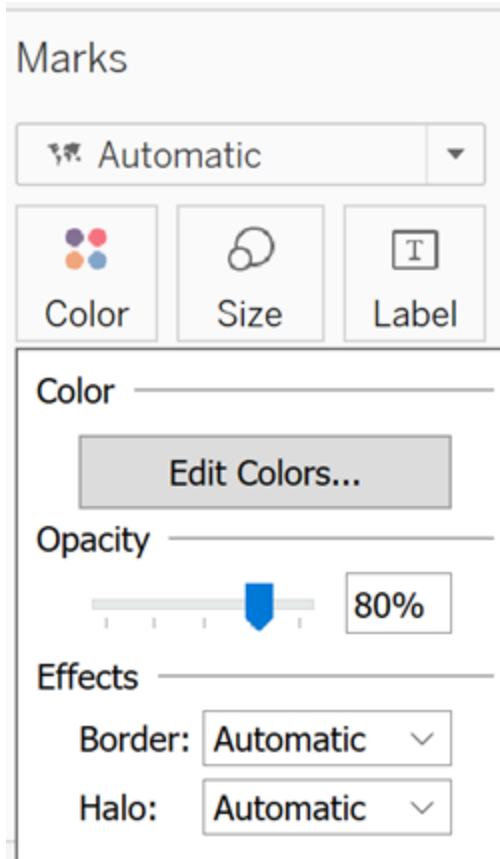 Marks
Automatic
Color Size Label
Color
Edit Colors...
Opacity
80%
Effects
Border: Automatic
Halo: Automatic